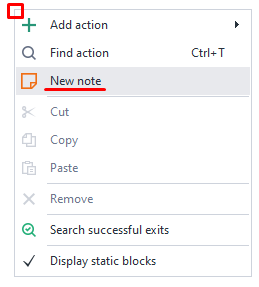 Add action
Find action Ctrl+T
New note
Cut
Copy
Paste
Remove
Search successful exits
Display static blocks